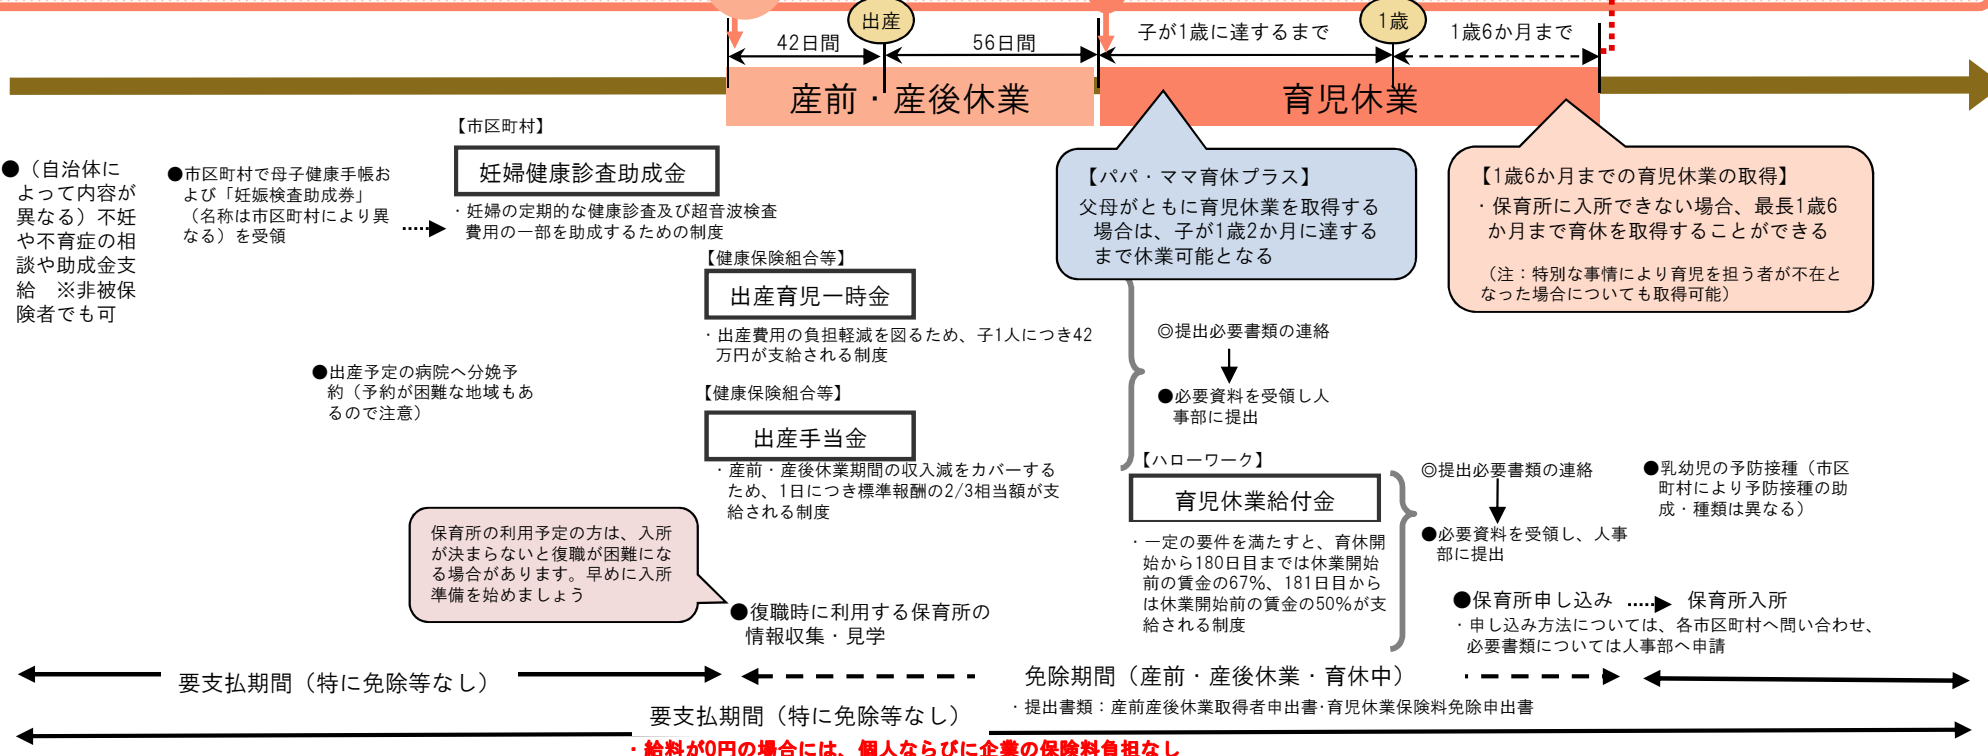 出産
1歳
42日間
56日間
子が1歳に達するまで
1歳6か月まで
産前・産後休業
育児休業
●（自治体に
よって内容が
異なる）不妊
や不育症の相
談や助成金支
給　※非被保
険者でも可
●市区町村で母子健康手帳お
よび「妊娠検査助成券」
（名称は市区町村により異
なる）を受領
【市区町村】
妊婦健康診査助成金
・妊婦の定期的な健康診査及び超音波検査
費用の一部を助成するための制度
【健康保険組合等】
出産育児一時金
・出産費用の負担軽減を図るため、子1人につき42
万円が支給される制度
●出産予定の病院へ分娩予
約（予約が困難な地域もあ
るので注意）
【健康保険組合等】
出産手当金
・産前・産後休業期間の収入減をカバーする
ため、1日につき標準報酬の2/3相当額が支
給される制度
保育所の利用予定の方は、入所
が決まらないと復職が困難にな
る場合があります。早めに入所
準備を始めましょう
●復職時に利用する保育所の
情報収集・見学
【パパ・ママ育休プラス】
父母がともに育児休業を取得する
場合は、子が1歳2か月に達する
まで休業可能となる
【1歳6か月までの育児休業の取得】
・保育所に入所できない場合、最長1歳6
か月まで育休を取得することができる
（注：特別な事情により育児を担う者が不在と
なった場合についても取得可能）
◎提出必要書類の連絡
●必要資料を受領し人
事部に提出
【ハローワーク】
育児休業給付金
・一定の要件を満たすと、育休開
始から180日目までは休業開始
前の賃金の67%、181日目から
は休業開始前の賃金の50%が支
給される制度
◎提出必要書類の連絡
●必要資料を受領し、人事
部に提出
●乳幼児の予防接種（市区
町村により予防接種の助
成・種類は異なる）
●保育所申し込み
保育所入所
・申し込み方法については、各市区町村へ問い合わせ、
必要書類については人事部へ申請
要支払期間（特に免除等なし）
免除期間（産前・産後休業・育休中）
・提出書類：産前産後休業取得者申出書･育児休業保険料免除申出書
要支払期間（特に免除等なし）
・給料が0円の場合には、個人ならびに企業の保険料負担なし